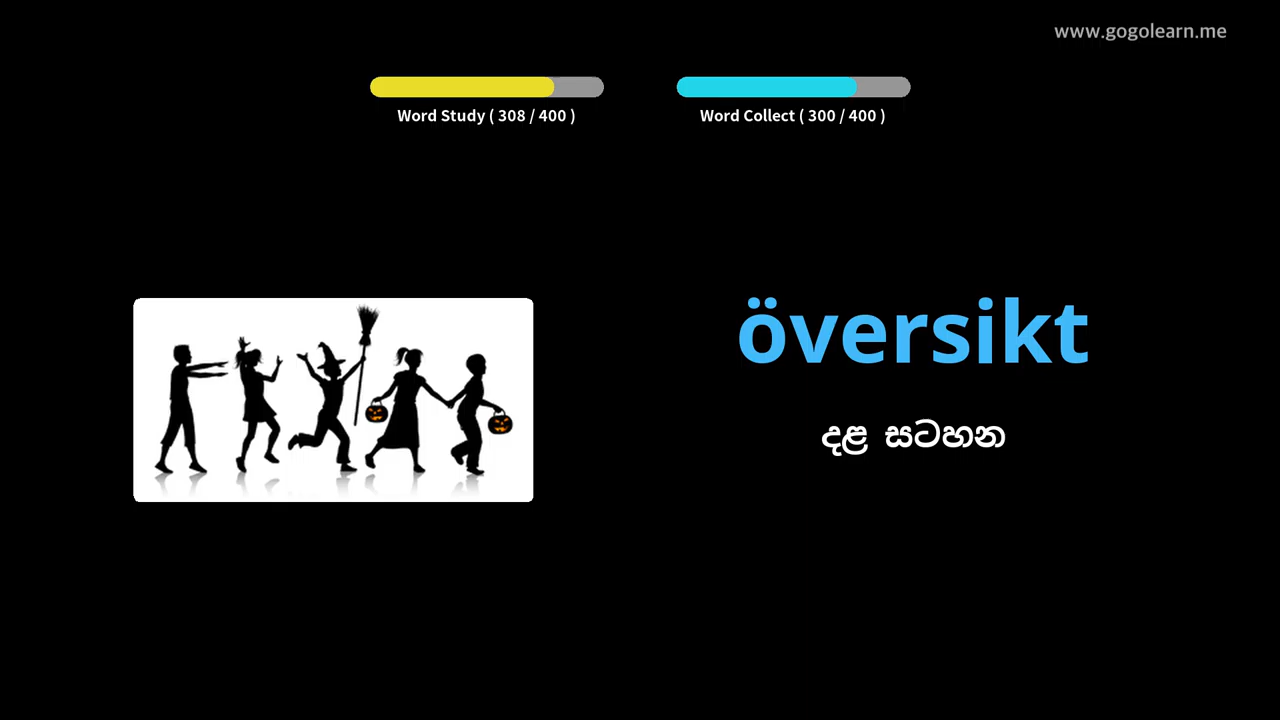 www.gogolearn.me
Word Study ( 308 / 400 )
Word Collect ( 300 / 400 )
översikt
දළ සටහන